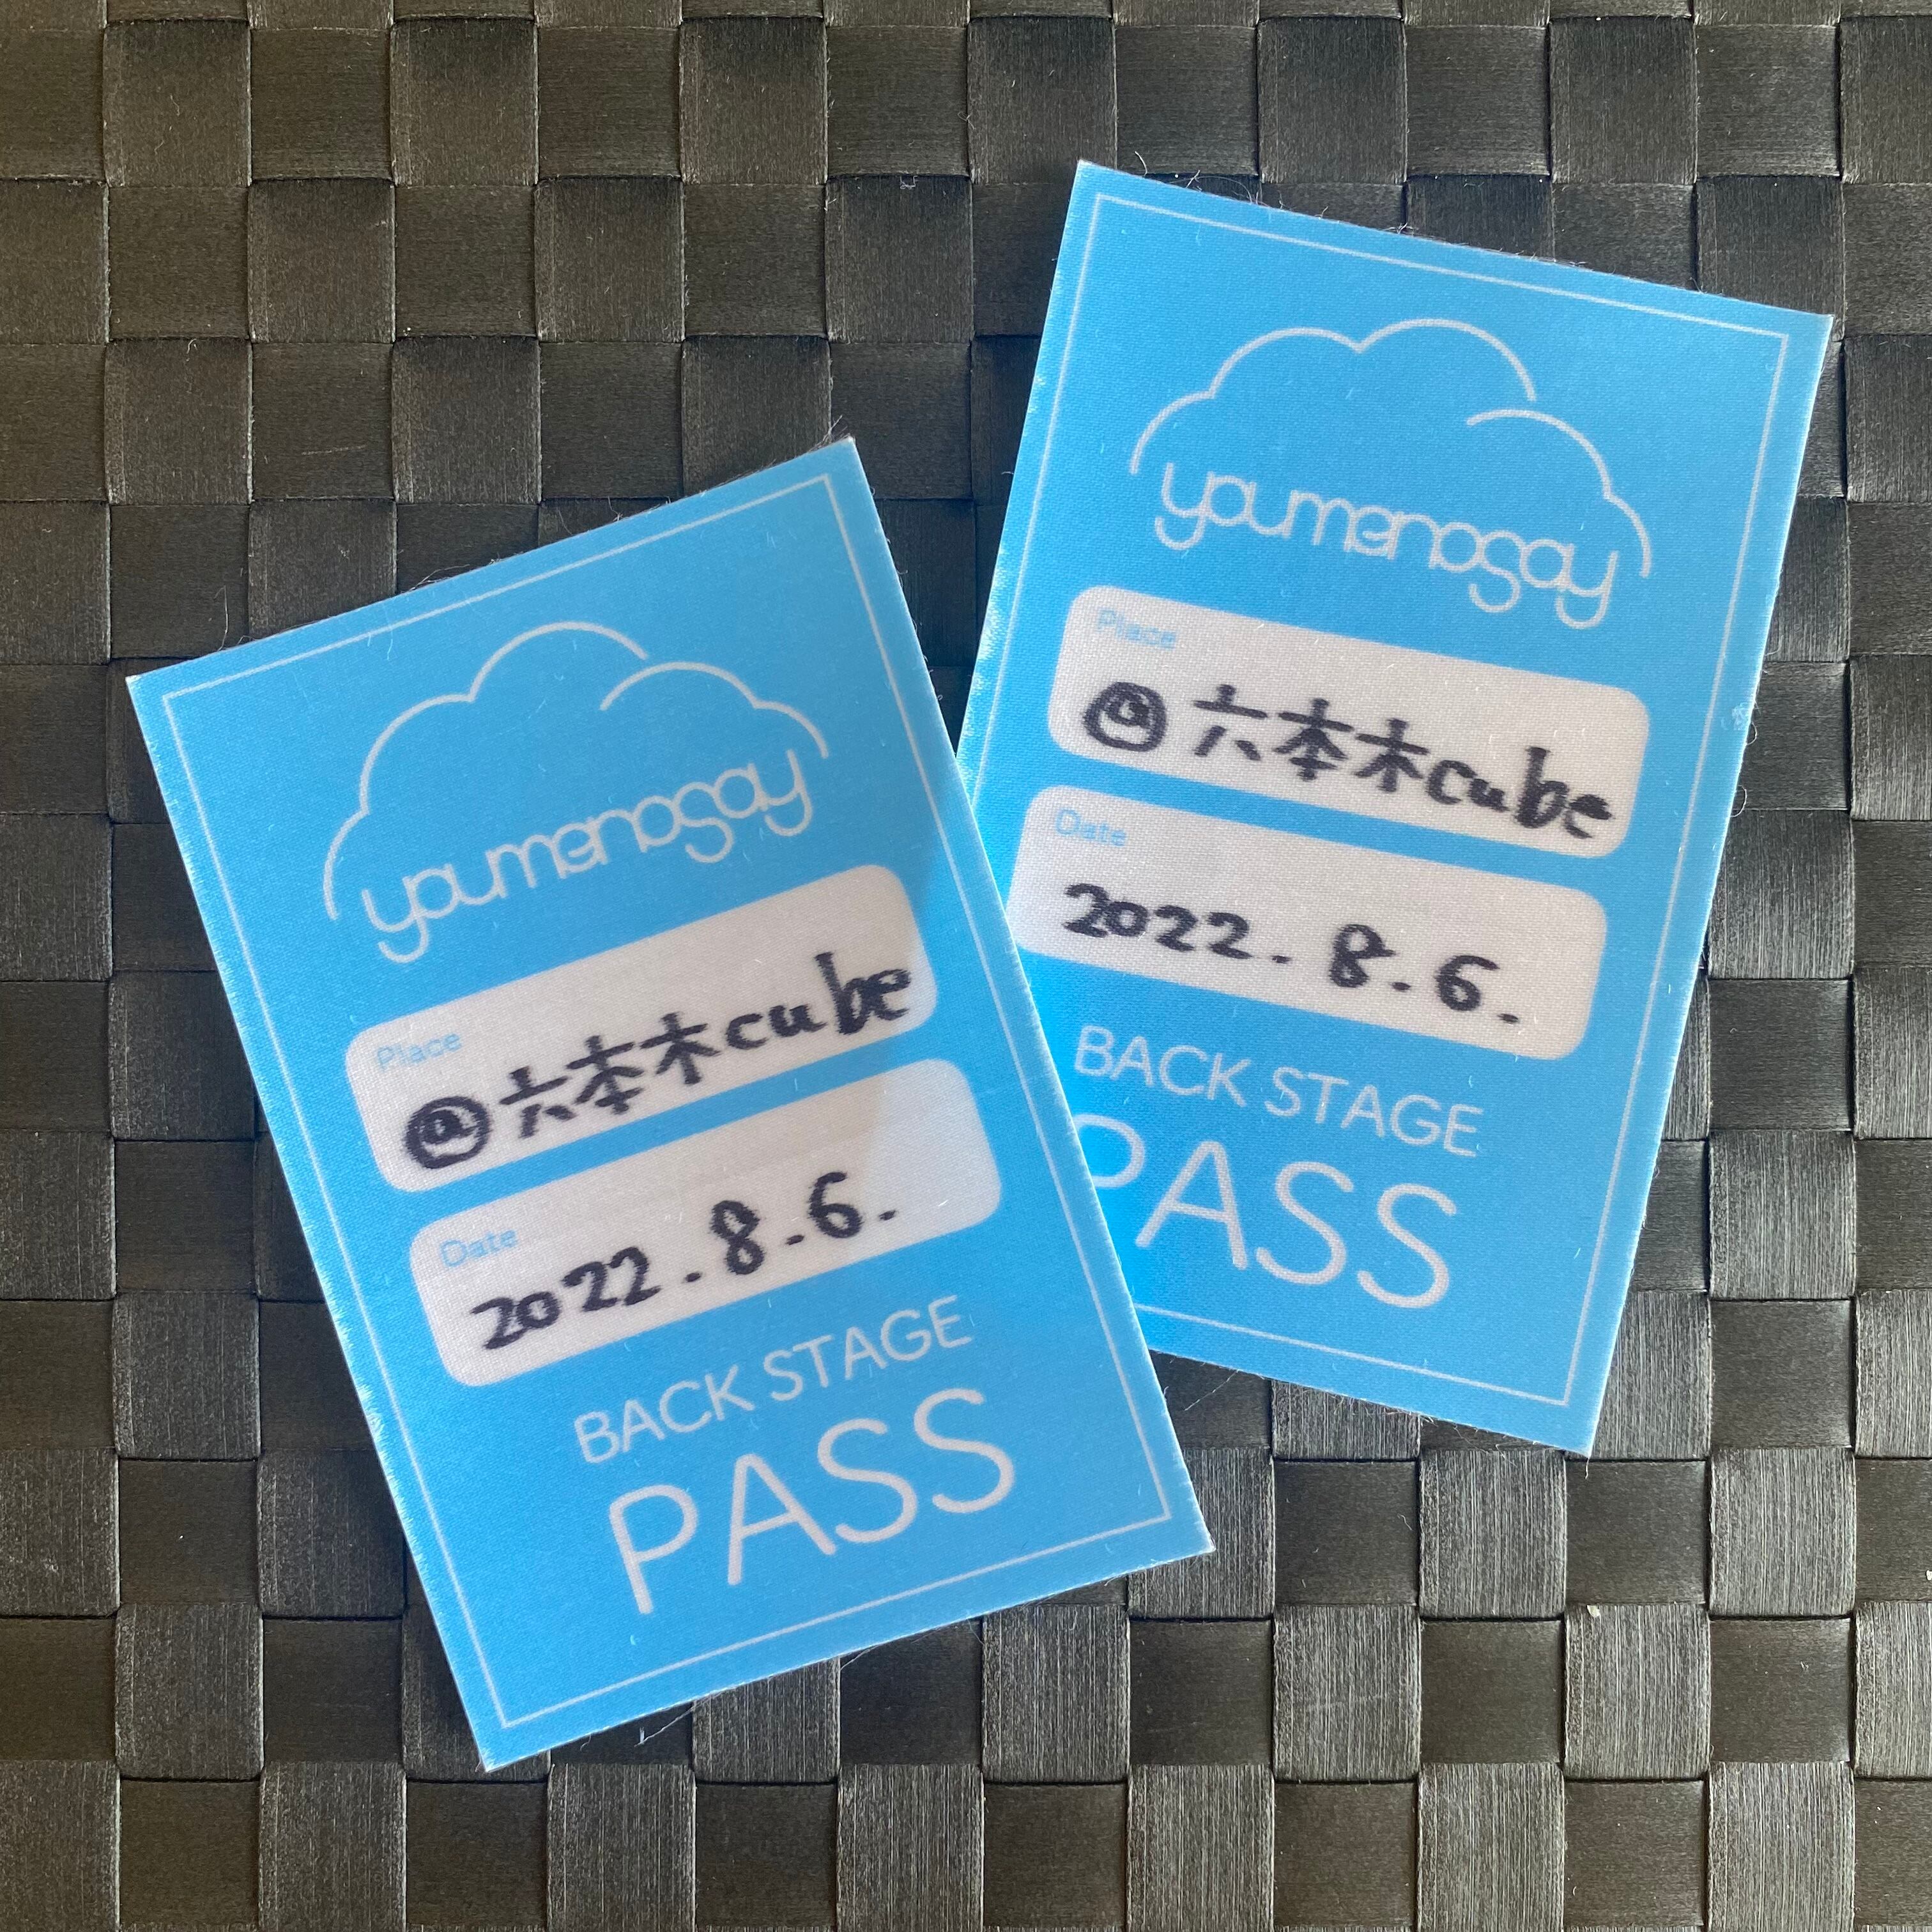 youmenosay
Place
@六本木cube
Date
2022.8.6.
BACK STAGE
PASS
youmenosay
Place
@六本木cube
Date
2022.8.6.
BACK STAGE
PASS